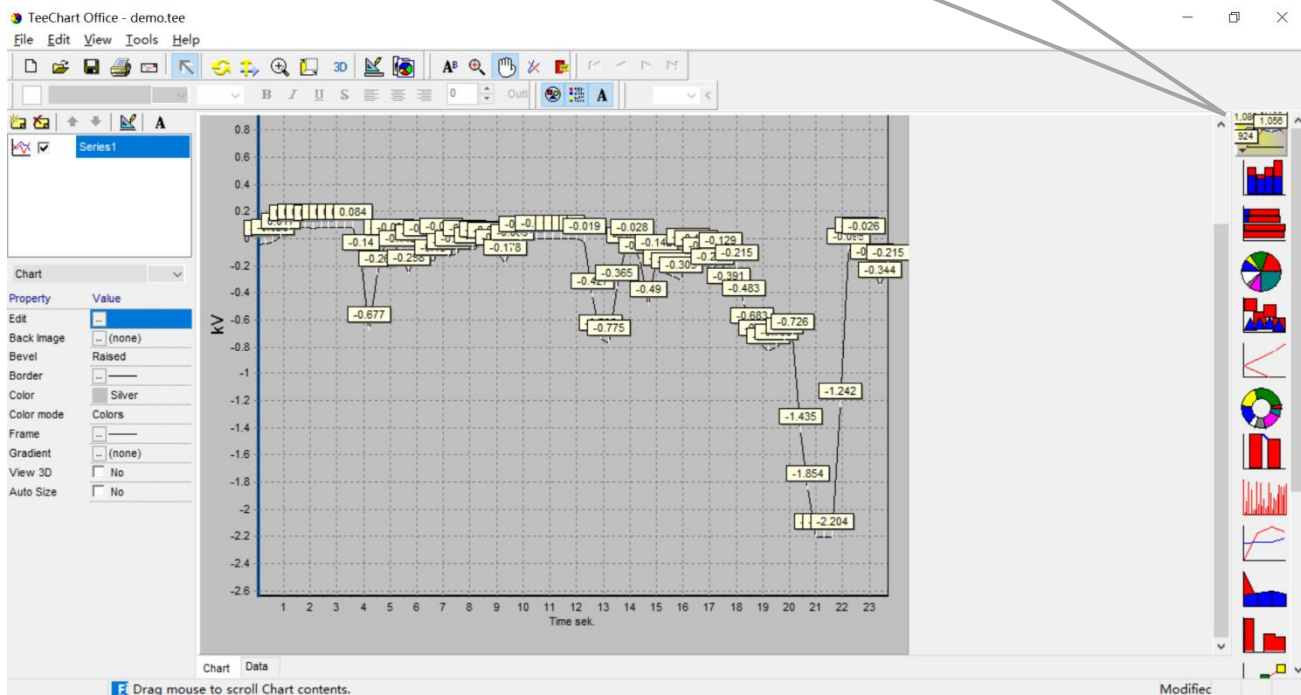 TeeChart Office - demo.tee
File Edit View Tools Help
3D
B I U S 0 Outl A
A
Series1
Chart
Property Value
Edit ...
Back Image ... (none)
Bevel Raised
Border ...
Color Silver
Color mode Colors
Frame ...
Gradient ... (none)
View 3D No
Auto Size No
1,056
924
0.8
0.6
0.4
0.2
0
-0.2
-0.4
-0.6
-0.8
-1
-1.2
-1.4
-1.6
-1.8
-2
-2.2
-2.4
-2.6
kV
0.084
-0.14
-0.677
-0.178
-0.019
-0.028
-0.365
-0.775
-0.49
-0.129
-0.215
-0.391
-0.483
-0.683
-0.726
-1.435
-1.854
-2.204
-1.242
-0.026
-0.215
-0.344
1 2 3 4 5 6 7 8 9 10 11 12 13 14 15 16 17 18 19 20 21 22 23
Time sek.
Chart Data
Drag mouse to scroll Chart contents.
Modified